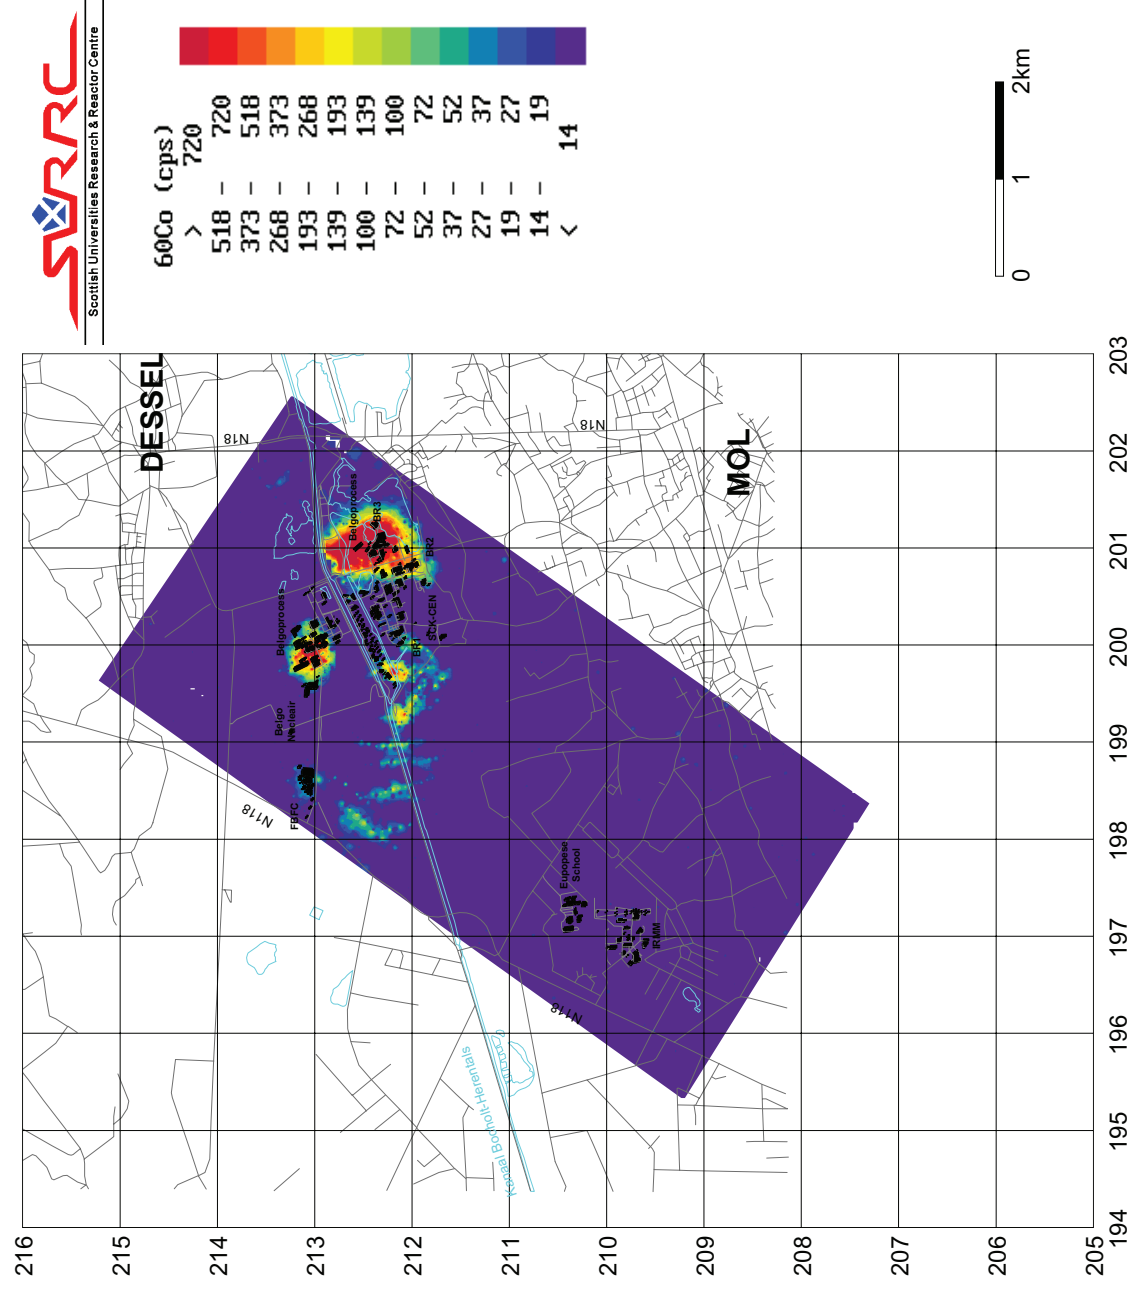 SURRC
Scottish Universities Research & Reactor Centre
60Co (cps)
> 720
518 - 720
373 - 518
268 - 373
193 - 268
139 - 193
100 - 139
72 - 100
52 - 72
37 - 52
27 - 37
19 - 27
14 - 19
< 14
0 1 2km
DESSEL
MOL
N18
N18
N118
N118
Belgoprocess
BR3
BR2
Belgoprocess
SCK-CEN
BR1
Belgo
Nucleair
FBFC
Eupopese
School
IRMM
Kanaal Bocholt-Herentals
216
215
214
213
212
211
210
209
208
207
206
205
194 195 196 197 198 199 200 201 202 203